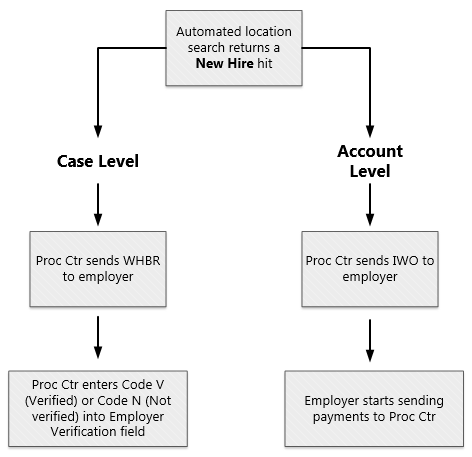 Automated location
search returns a
New Hire hit
Case Level
Account
Level
Proc Ctr sends WHBR
to employer
Proc Ctr sends IWO to
employer
Proc Ctr enters Code V
(Verified) or Code N (Not
verified) into Employer
Verification field
Employer starts sending
payments to Proc Ctr